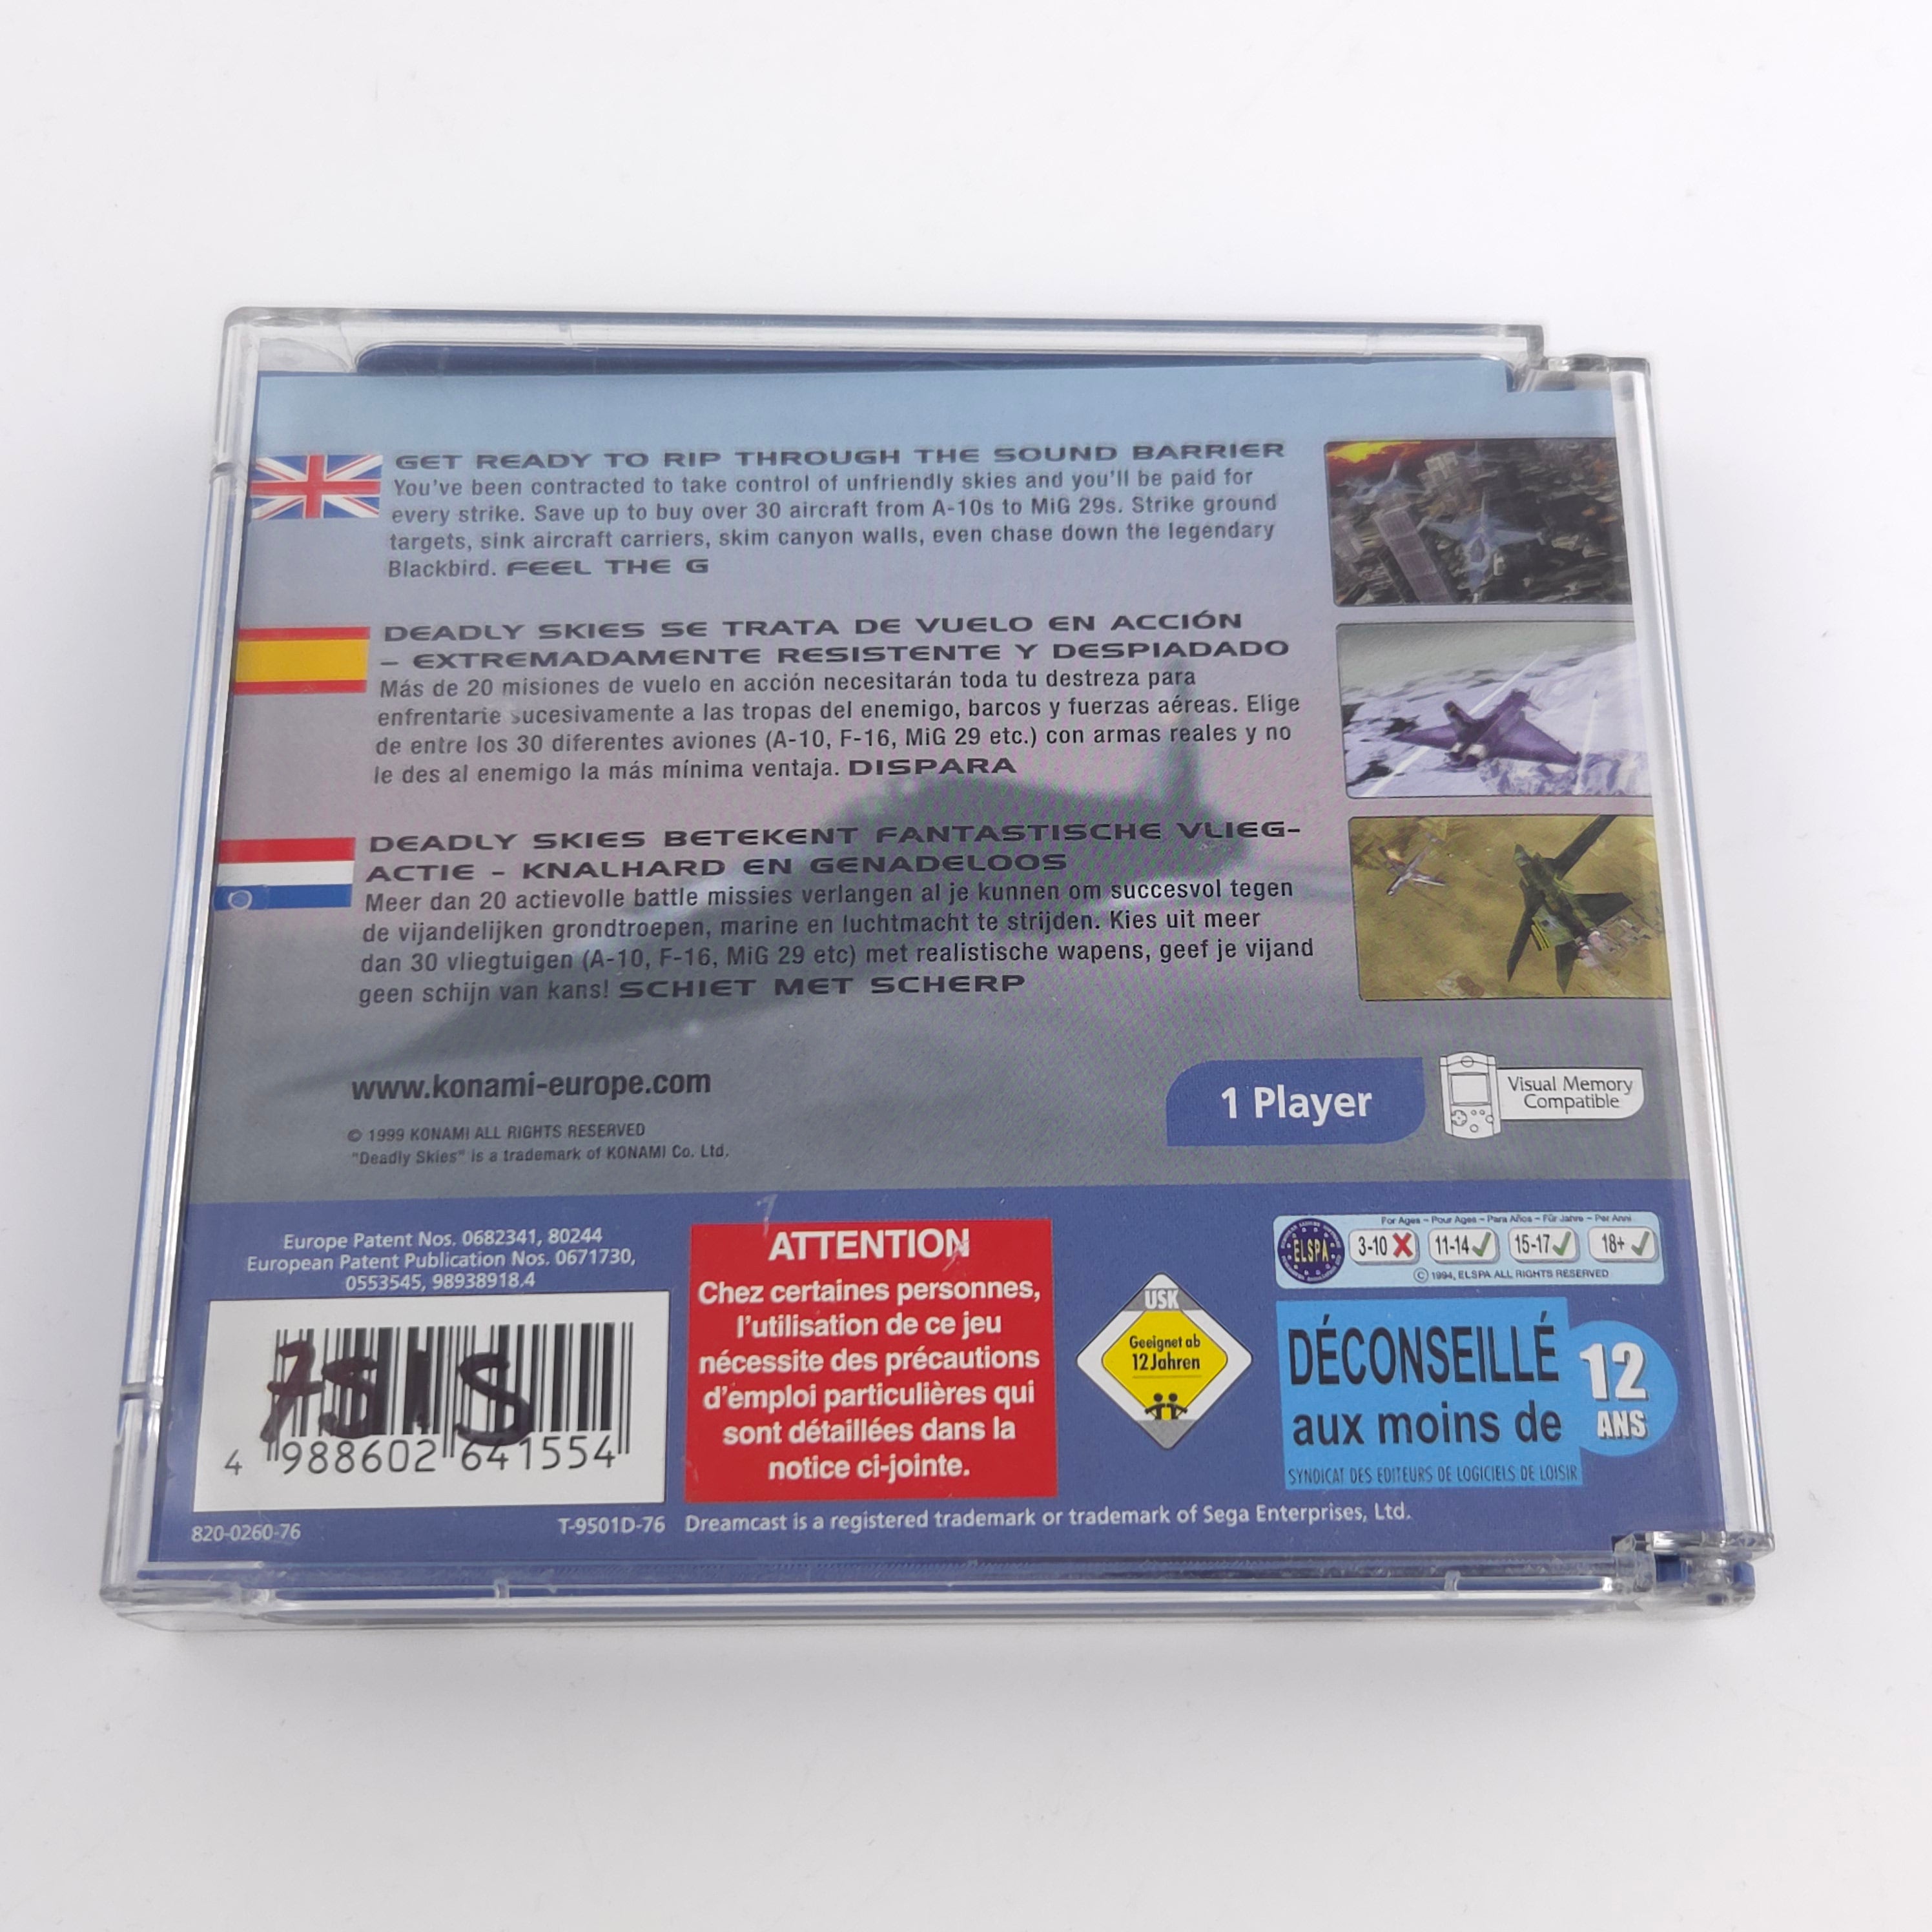 GET READY TO RIP THROUGH THE SOUND BARRIER
You've been contracted to take control of unfriendly skies and you'll be paid for
every strike. Save up to buy over 30 aircraft from A-10s to MiG 29s. Strike ground
targets, sink aircraft carriers, skim canyon walls, even chase down the legendary
Blackbird. FEEL THE G
DEADLY SKIES SE TRATA DE VUELO EN ACCIÓN
– EXTREMADAMENTE RESISTENTE Y DESPIADADO
Más de 20 misiones de vuelo en acción necesitarán toda tu destreza para
enfrentarte sucesivamente a las tropas del enemigo, barcos y fuerzas aéreas. Elige
de entre los 30 diferentes aviones (A-10, F-16, MiG 29 etc.) con armas reales y no
le des al enemigo la más mínima ventaja. DISPARA
DEADLY SKIES BETEKENT FANTASTISCHE VLIEG-
ACTIE - KNALHARD EN GENADELOOS
Meer dan 20 actievolle battle missies verlangen al je kunnen om succesvol tegen
de vijandelijken grondtroepen, marine en luchtmacht te strijden. Kies uit meer
dan 30 vliegtuigen (A-10, F-16, MiG 29 etc) met realistische wapens, geef je vijand
geen schijn van kans! SCHIET MET SCHERP
www.konami-europe.com
© 1999 KONAMI ALL RIGHTS RESERVED
"Deadly Skies" is a trademark of KONAMI Co. Ltd.
1 Player
Visual Memory
Compatible
Europe Patent Nos. 0682341, 80244
European Patent Publication Nos. 0671730,
0553545, 98938918.4
7515
4 988602 641554
820-0260-76
ATTENTION
Chez certaines personnes,
l'utilisation de ce jeu
nécessite des précautions
d'emploi particulières qui
sont détaillées dans la
notice ci-jointe.
USK
Geeignet ab
12 Jahren
For Ages – Pour Ages – Para Años – Für Jahre – Per Anni
ELSPA 3-10 11-14 15-17 18+
© 1994, ELSPA ALL RIGHTS RESERVED
DÉCONSEILLÉ
aux moins de
12
ANS
SYNDICAT DES EDITEURS DE LOGICIELS DE LOISIR
T-9501D-76 Dreamcast is a registered trademark or trademark of Sega Enterprises, Ltd.